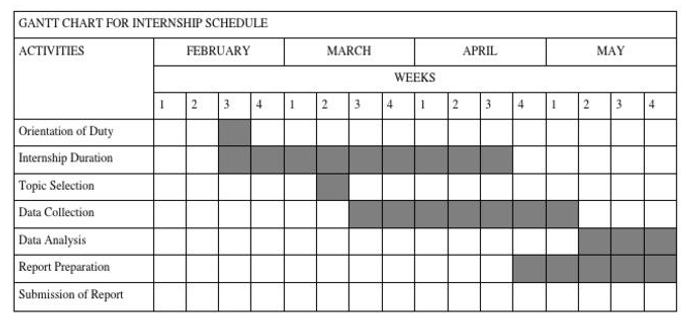 GANTT CHART FOR INTERNSHIP SCHEDULE
ACTIVITIES FEBRUARY MARCH APRIL MAY
WEEKS
1 2 3 4 1 2 3 4 1 2 3 4 1 2 3 4
Orientation of Duty
Internship Duration
Topic Selection
Data Collection
Data Analysis
Report Preparation
Submission of Report